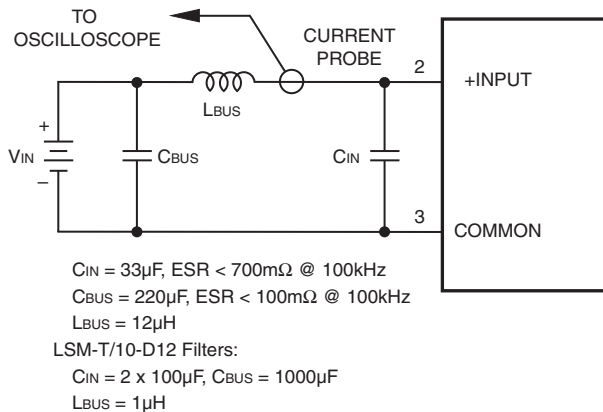 TO
OSCILLOSCOPE
CURRENT
PROBE
2
+INPUT
LBUS
+
VIN
–
CBUS
CIN
3
COMMON
CIN = 33µF, ESR < 700mΩ @ 100kHz
CBUS = 220µF, ESR < 100mΩ @ 100kHz
LBUS = 12µH
LSM-T/10-D12 Filters:
CIN = 2 x 100µF, CBUS = 1000µF
LBUS = 1µH